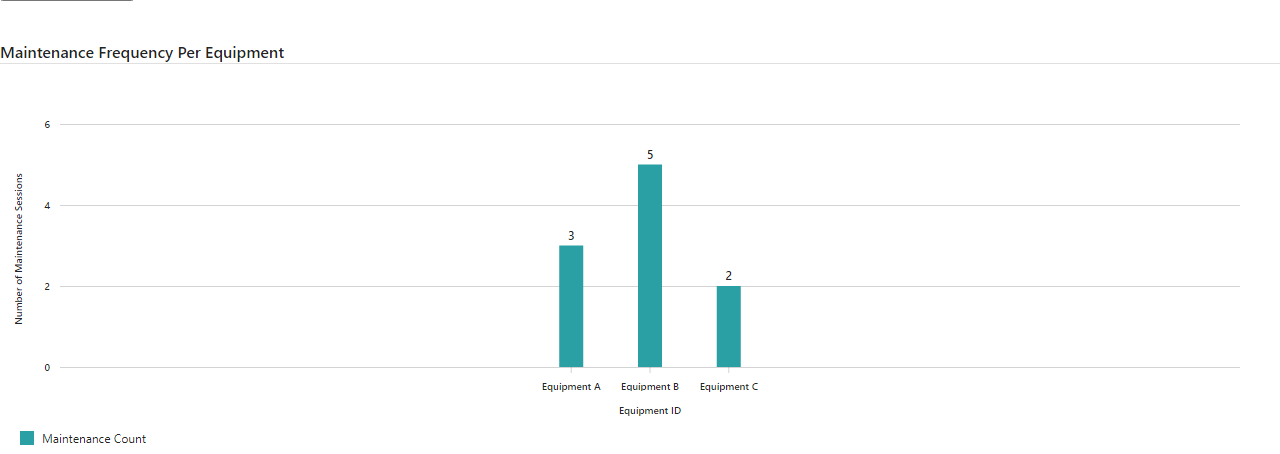 Maintenance Frequency Per Equipment
6
4
2
0
Number of Maintenance Sessions
3
5
2
Equipment A
Equipment B
Equipment C
Equipment ID
Maintenance Count